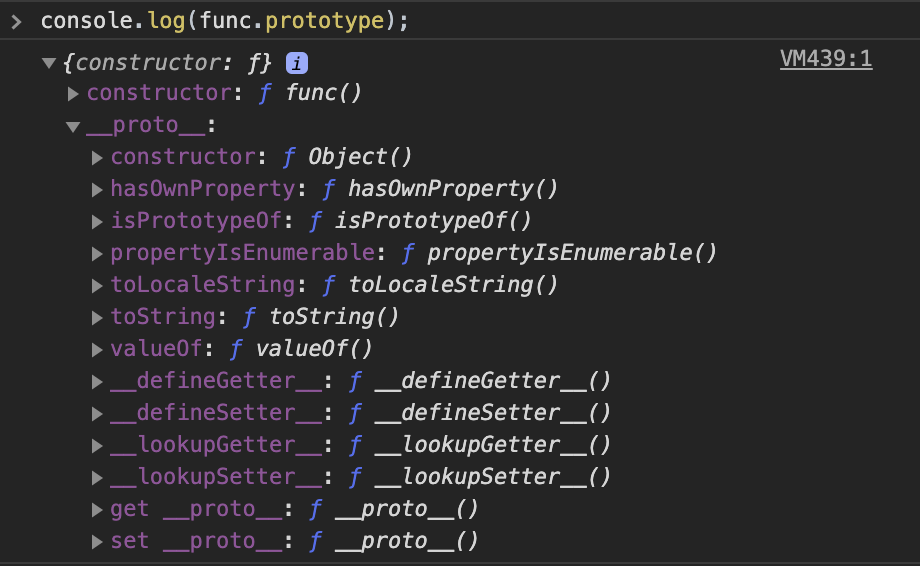 > console.log(func.prototype);
▼{constructor: ƒ} i VM439:1
▶constructor: ƒ func()
▼__proto__:
▶constructor: ƒ Object()
▶hasOwnProperty: ƒ hasOwnProperty()
▶isPrototypeOf: ƒ isPrototypeOf()
▶propertyIsEnumerable: ƒ propertyIsEnumerable()
▶toLocaleString: ƒ toLocaleString()
▶toString: ƒ toString()
▶valueOf: ƒ valueOf()
▶__defineGetter__: ƒ __defineGetter__()
▶__defineSetter__: ƒ __defineSetter__()
▶__lookupGetter__: ƒ __lookupGetter__()
▶__lookupSetter__: ƒ __lookupSetter__()
▶get __proto__: ƒ __proto__()
▶set __proto__: ƒ __proto__()